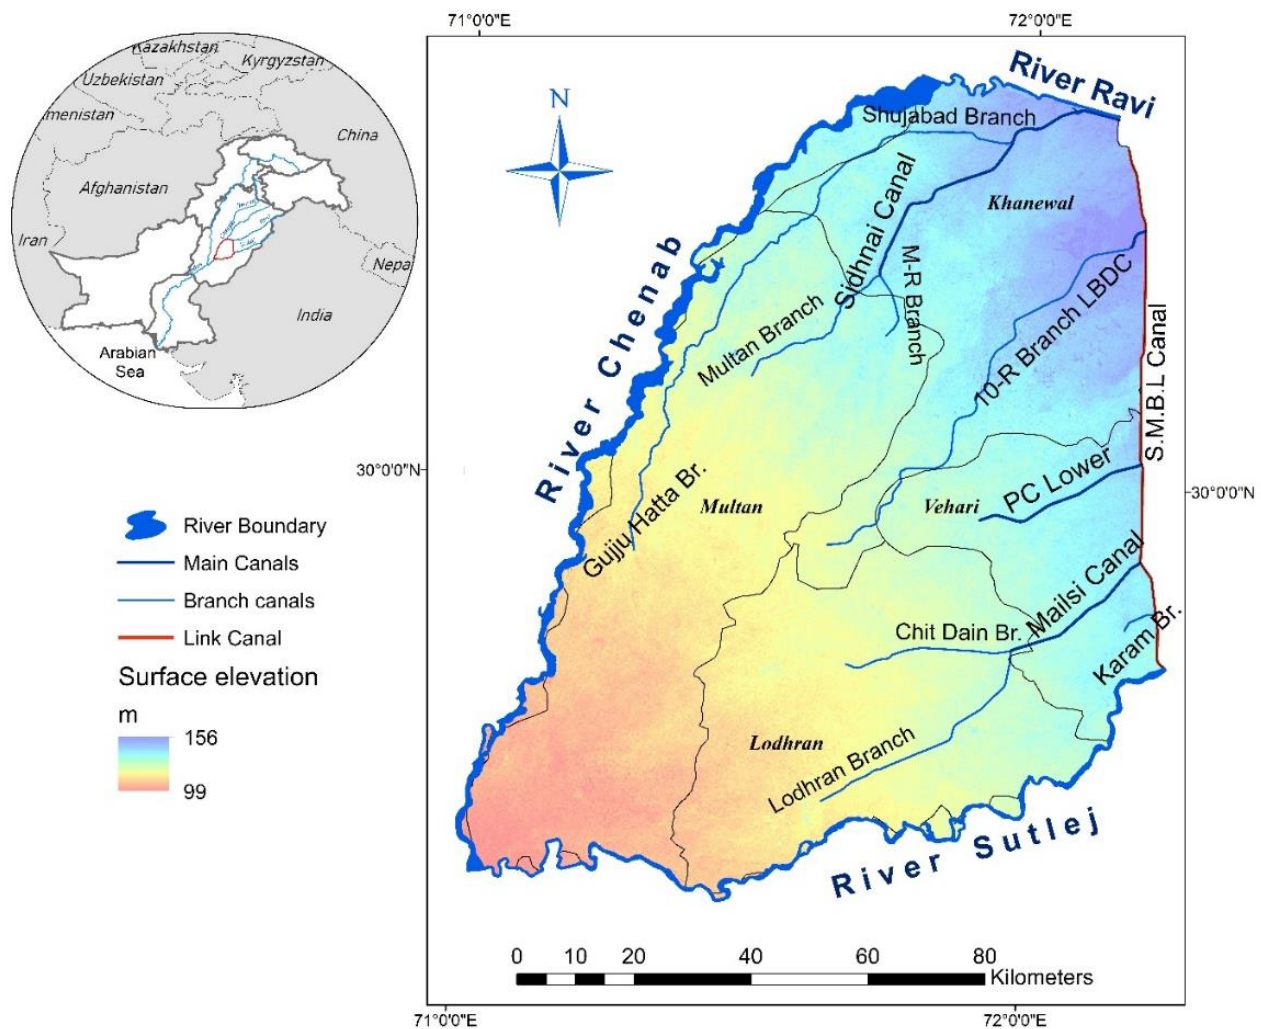 71°0'0"E
72°0'0"E
Kazakhstan
Kyrgyzstan
Uzbekistan
menistan
China
Afghanistan
Iran
Nepa
India
Arabian
Sea
N
River Ravi
Shujabad Branch
Khanewal
Sidhnai Canal
M-R Branch
River Chenab
Multan Branch
10-R Branch LBDC
S.M.B.L Canal
30°0'0"N
30°0'0"N
PC Lower
Vehari
Multan
Gujju Hatta Br.
Mailsi Canal
Chit Dain Br.
Karam Br.
Lodhran
Lodhran Branch
River Sutlej
River Boundary
Main Canals
Branch canals
Link Canal
Surface elevation
m
156
99
0 10 20 40 60 80
Kilometers
71°0'0"E
72°0'0"E